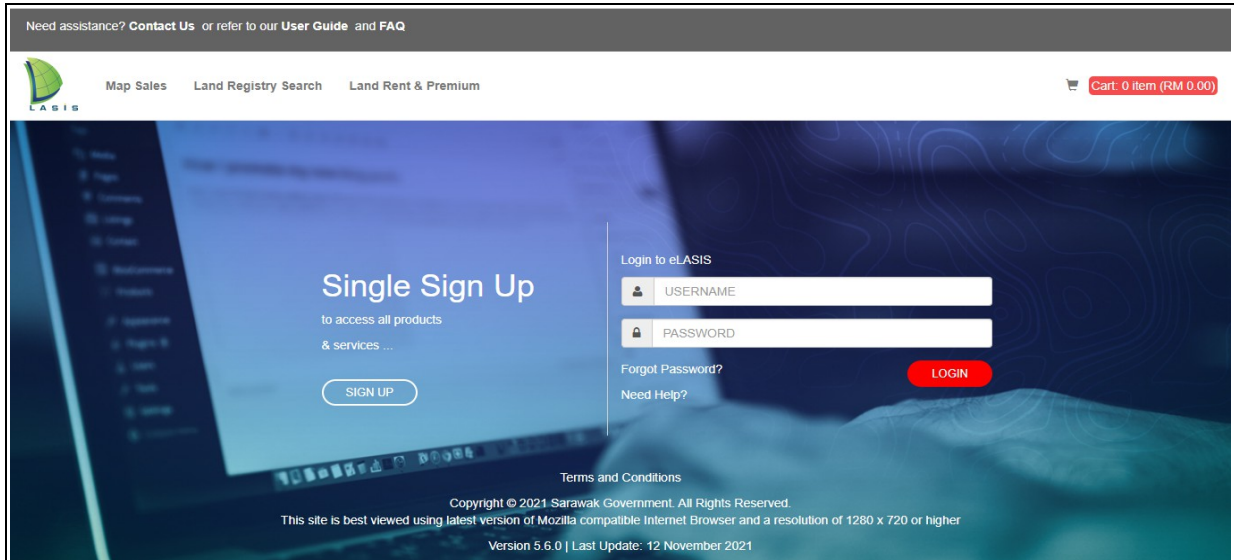 Need assistance? Contact Us or refer to our User Guide and FAQ
LASIS
Map Sales Land Registry Search Land Rent & Premium
Cart: 0 item (RM 0.00)
Single Sign Up
to access all products
& services ...
SIGN UP
Login to eLASIS
USERNAME
PASSWORD
Forgot Password?
LOGIN
Need Help?
Terms and Conditions
Copyright © 2021 Sarawak Government. All Rights Reserved.
This site is best viewed using latest version of Mozilla compatible Internet Browser and a resolution of 1280 x 720 or higher
Version 5.6.0 | Last Update: 12 November 2021